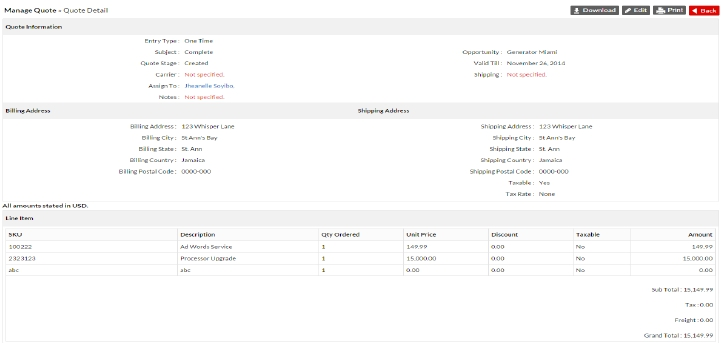 Manage Quote » Quote Detail Download Edit Print Back
Quote Information
Entry Type : One Time
Subject : Complete Opportunity : Generator Miami
Quote Stage : Created Valid Till : November 26, 2014
Carrier : Not specified. Shipping : Not specified.
Assign To : Jheanelle Soyibo.
Notes : Not specified.
Billing Address Shipping Address
Billing Address : 123 Whisper Lane Shipping Address : 123 Whisper Lane
Billing City : St Ann's Bay Shipping City : St Ann's Bay
Billing State : St. Ann Shipping State : St. Ann
Billing Country : Jamaica Shipping Country : Jamaica
Billing Postal Code : 0000-000 Shipping Postal Code : 0000-000
Taxable : Yes
Tax Rate : None
All amounts stated in USD.
Line Item
SKU Description Qty Ordered Unit Price Discount Taxable Amount
100222 Ad Words Service 1 149.99 0.00 No 149.99
2323123 Processor Upgrade 1 15,000.00 0.00 No 15,000.00
abc abc 1 0.00 0.00 No 0.00
Sub Total : 15,149.99
Tax : 0.00
Freight : 0.00
Grand Total : 15,149.99